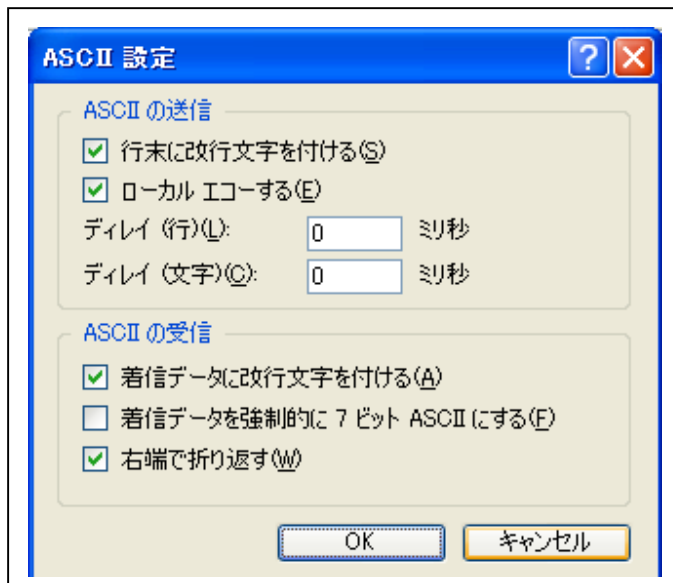 ASCII 設定
ASCII の送信
行末に改行文字を付ける(S)
ローカル エコーする(E)
ディレイ (行)(L): 0 ミリ秒
ディレイ (文字)(C): 0 ミリ秒
ASCII の受信
着信データに改行文字を付ける(A)
着信データを強制的に 7 ビット ASCII にする(F)
右端で折り返す(W)
OK キャンセル